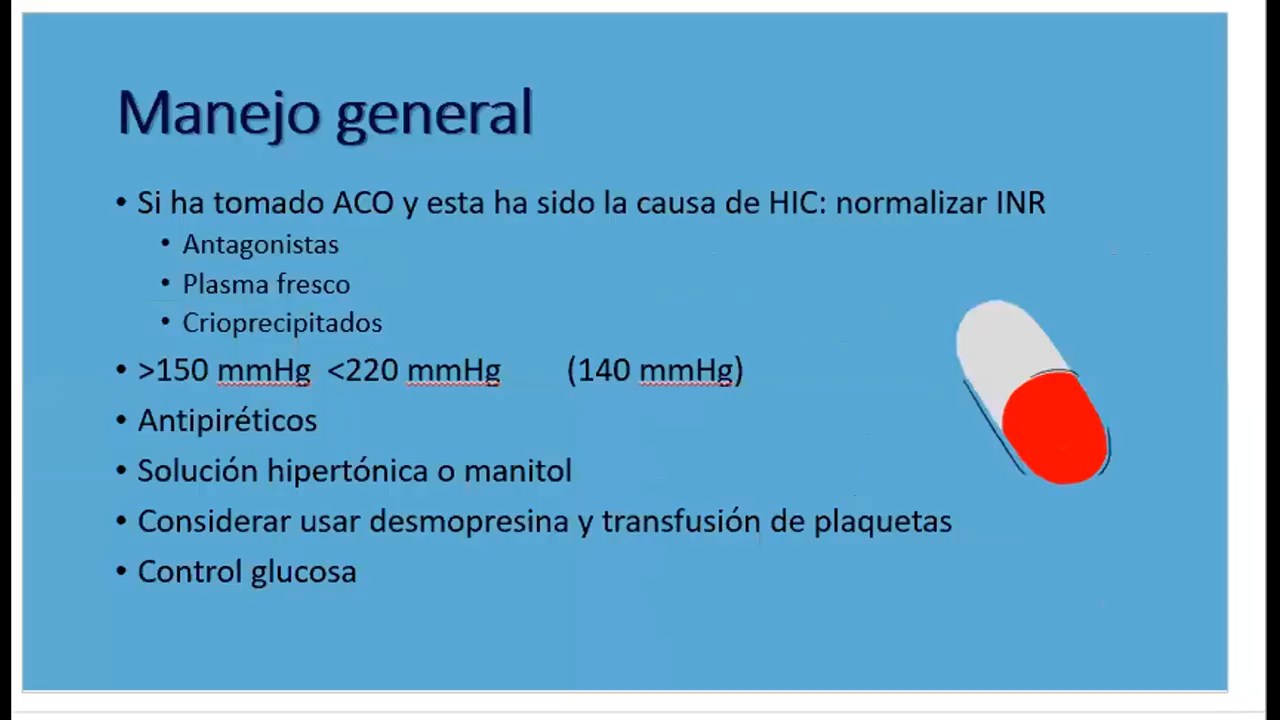 Manejo general
• Si ha tomado ACO y esta ha sido la causa de HIC: normalizar INR
• Antagonistas
• Plasma fresco
• Crioprecipitados
• >150 mmHg <220 mmHg (140 mmHg)
• Antipiréticos
• Solución hipertónica o manitol
• Considerar usar desmopresina y transfusión de plaquetas
• Control glucosa